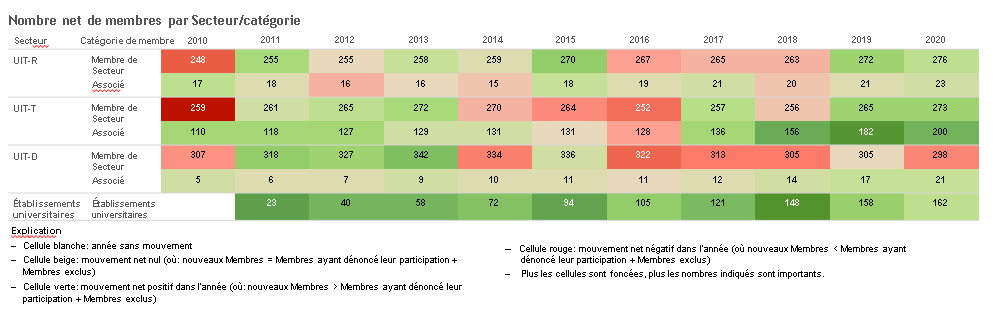 Nombre net de membres par Secteur/catégorie
Secteur Catégorie de membre 2010 2011 2012 2013 2014 2015 2016 2017 2018 2019 2020
UIT-R Membre de 248 255 255 258 259 270 267 265 263 272 276
Secteur
Associé 17 18 16 16 15 18 19 21 20 21 23
UIT-T Membre de 259 261 265 272 270 264 252 257 256 265 273
Secteur
Associé 110 118 127 129 131 131 128 136 156 182 200
UIT-D Membre de 307 318 327 342 334 336 322 313 305 305 298
Secteur
Associé 5 6 7 9 10 11 11 12 14 17 21
Établissements Établissements 23 40 58 72 94 105 121 148 158 162
universitaires universitaires
Explication
– Cellule blanche: année sans mouvement
– Cellule beige: mouvement net nul (où: nouveaux Membres = Membres ayant dénoncé leur participation +
Membres exclus)
– Cellule verte: mouvement net positif dans l'année (où: nouveaux Membres > Membres ayant dénoncé leur
participation + Membres exclus)
– Cellule rouge: mouvement net négatif dans l'année (où nouveaux Membres < Membres ayant
dénoncé leur participation + Membres exclus)
– Plus les cellules sont foncées, plus les nombres indiqués sont importants.